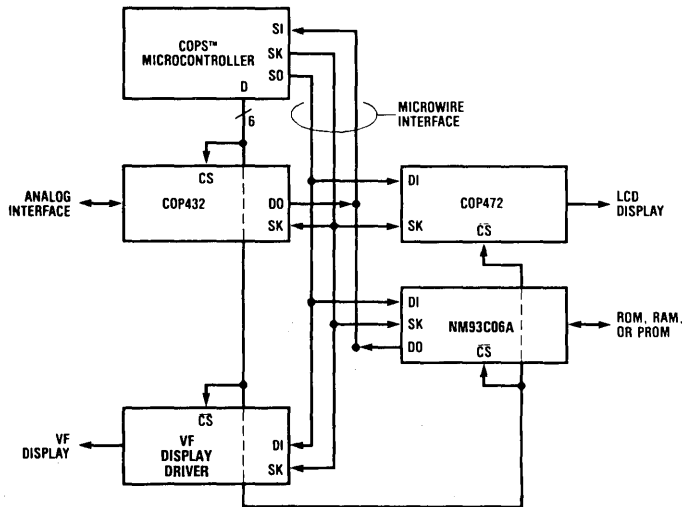 COPS™
MICROCONTROLLER
SI
SK
SO
D
6
MICROWIRE
INTERFACE
CS
ANALOG
INTERFACE
COP432
DO
SK
DI
COP472
SK
CS
LCD
DISPLAY
DI
SK
NM93C06A
DO
CS
ROM, RAM,
OR PROM
CS
VF
DISPLAY
VF
DISPLAY
DRIVER
DI
SK